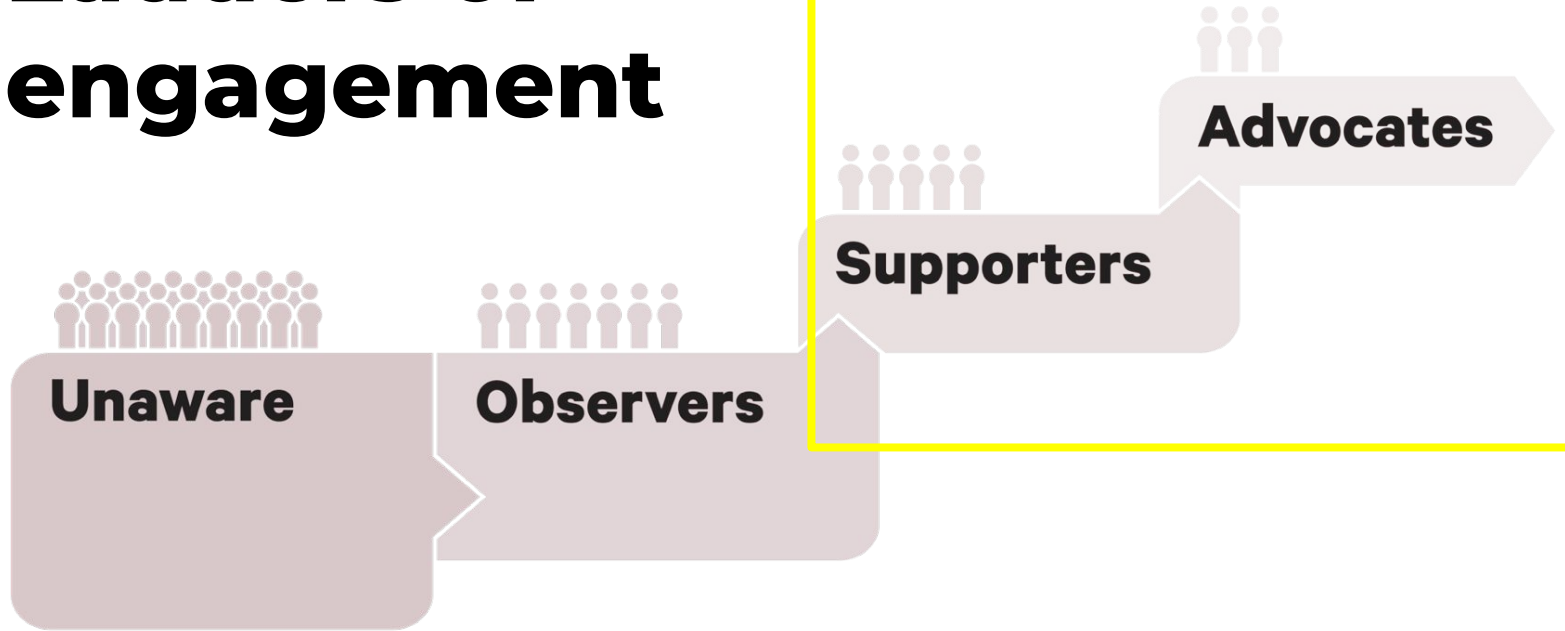 engagement
Advocates
Supporters
Unaware
Observers